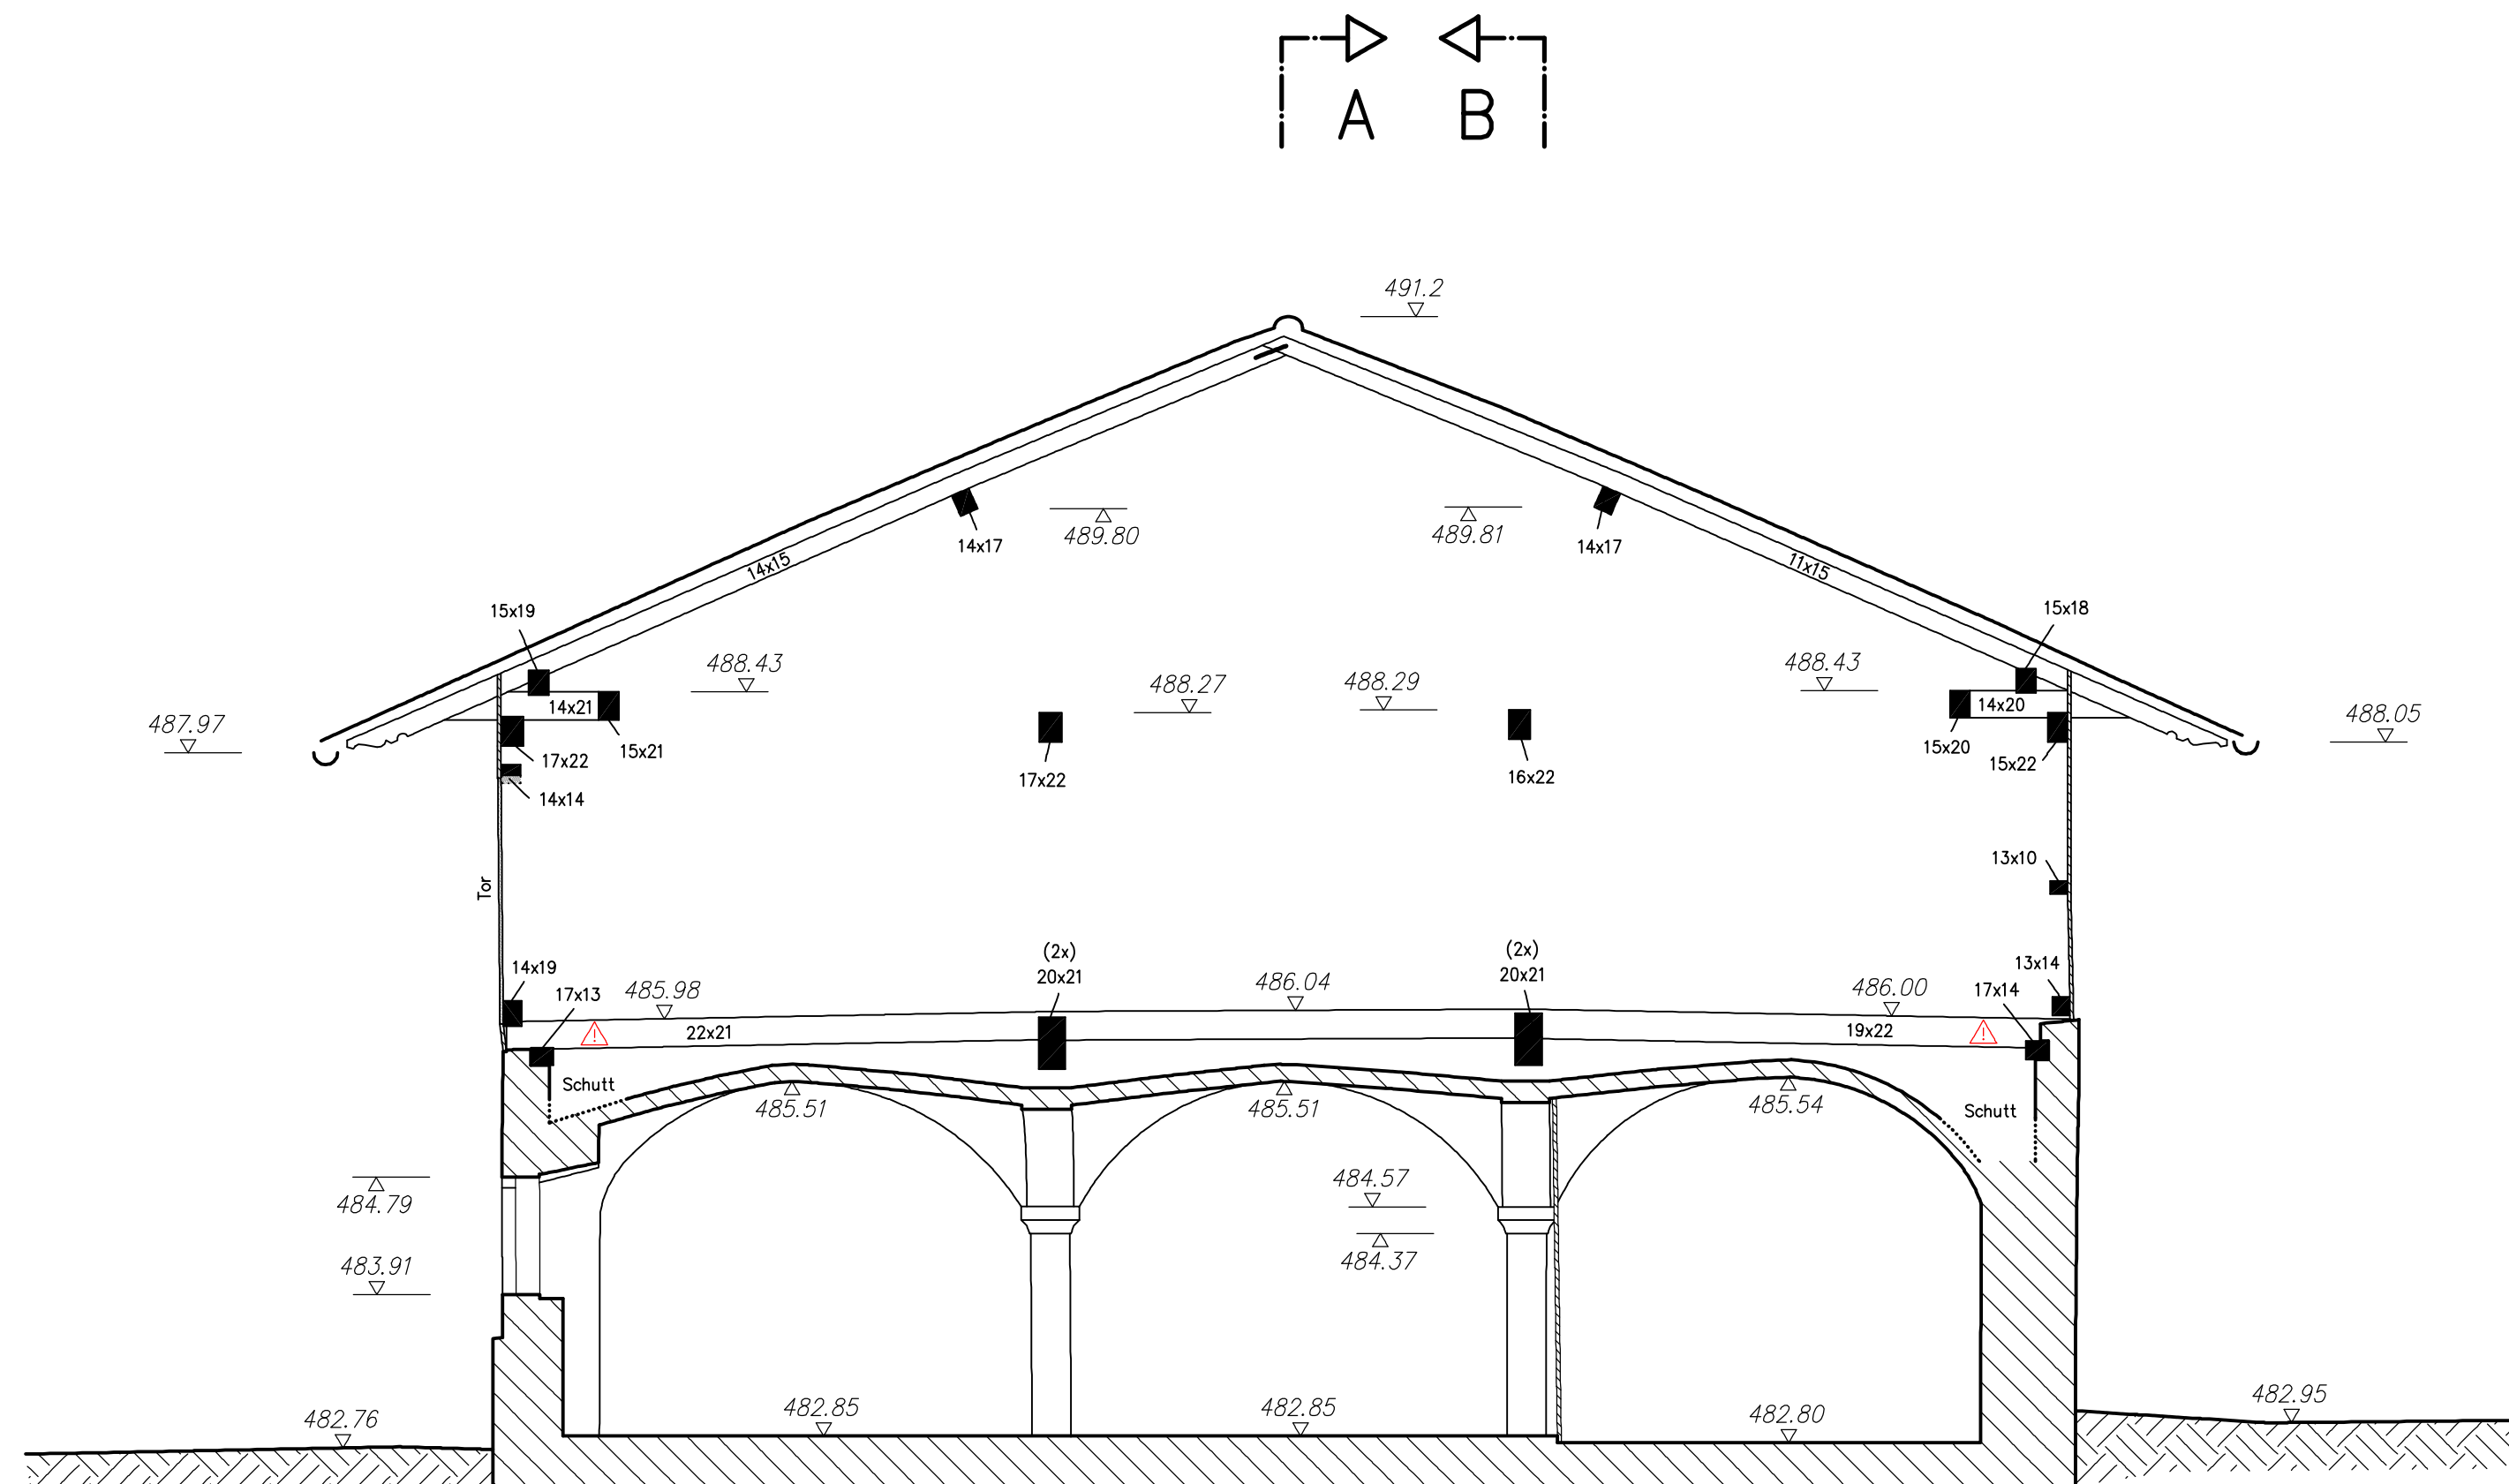 A B
491.2
489.80
489.81
14x17
14x17
14x15
11x15
15x19
15x18
488.43
488.43
488.27
488.29
487.97
488.05
14x21
14x20
15x21
15x20
17x22
15x22
17x22
16x22
14x14
13x10
Tor
(2x)
20x21
(2x)
20x21
14x19
13x14
17x13
17x14
485.98
486.04
486.00
22x21
19x22
!
!
Schutt
Schutt
485.51
485.51
485.54
484.79
484.57
484.37
483.91
482.76
482.85
482.85
482.80
482.95